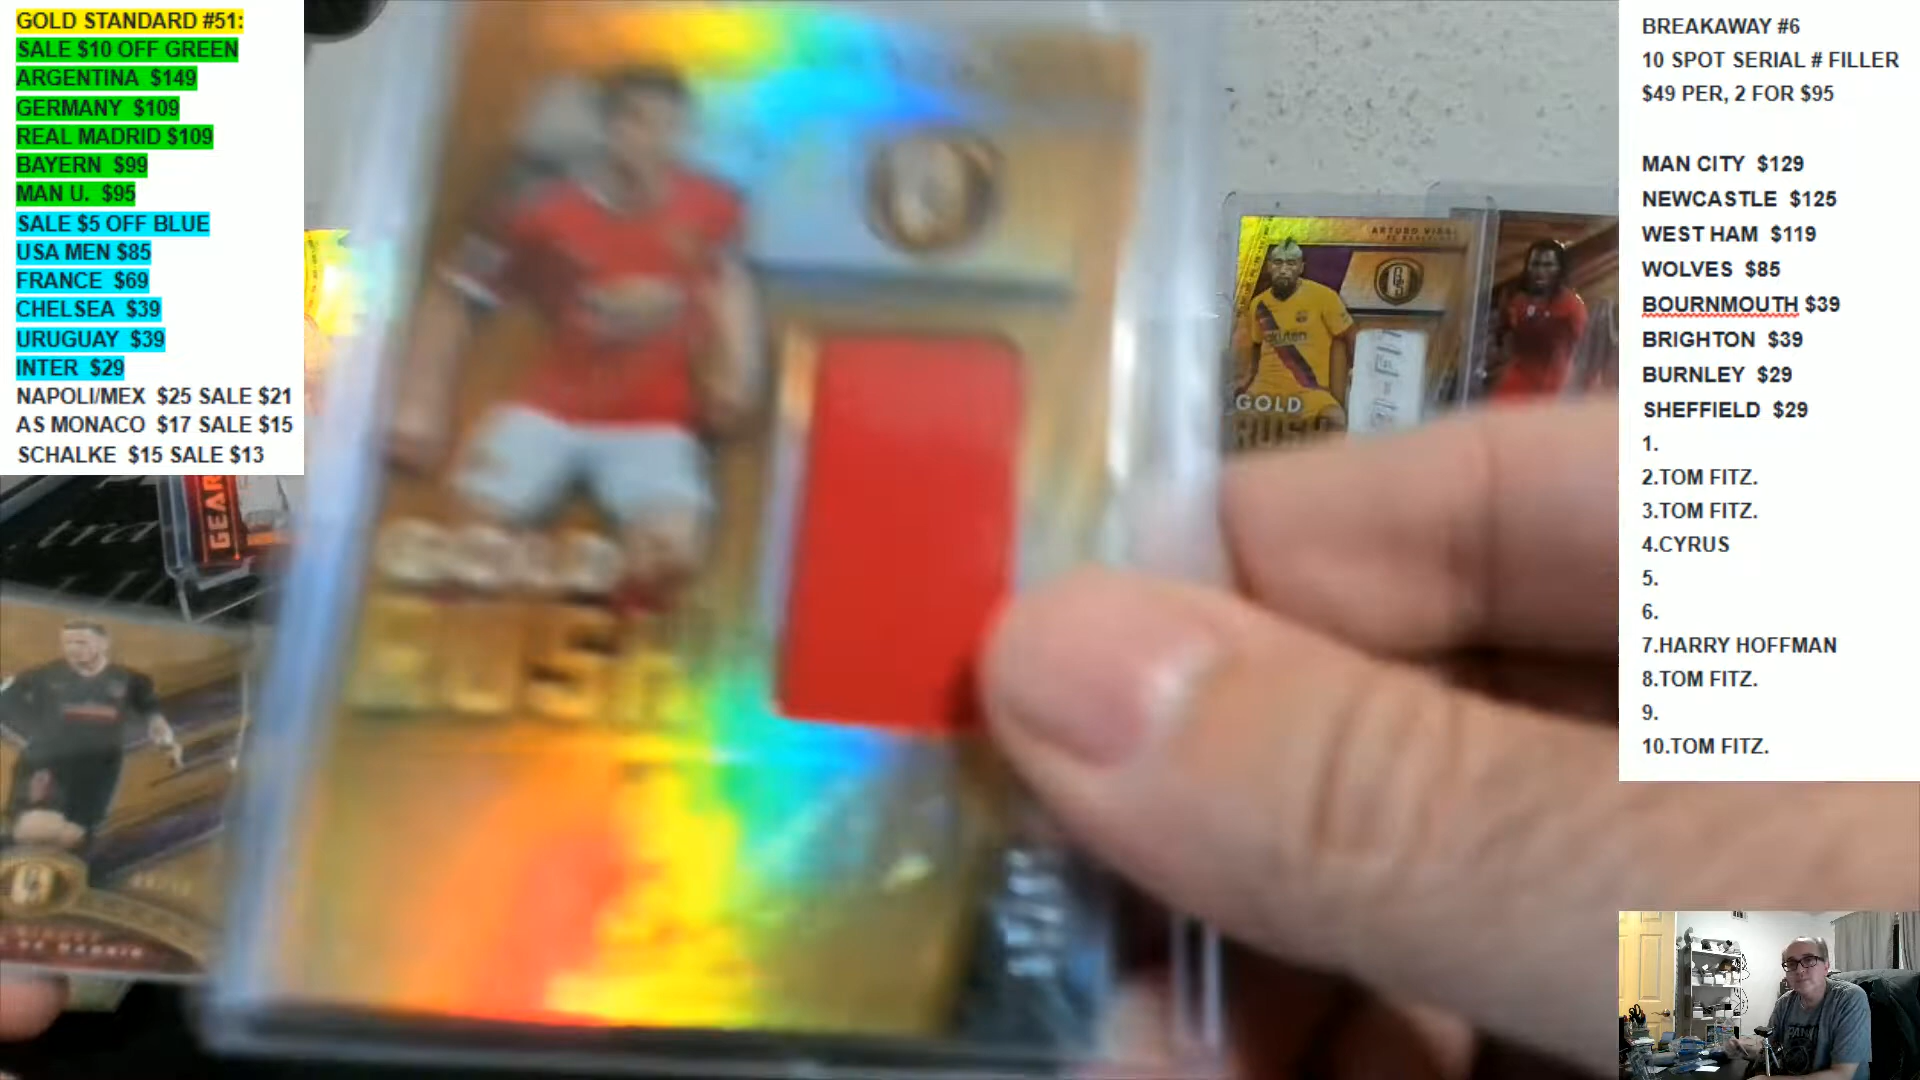 GOLD STANDARD #51:
SALE $10 OFF GREEN
ARGENTINA $149
GERMANY $109
REAL MADRID $109
BAYERN $99
MAN U. $95
SALE $5 OFF BLUE
USA MEN $85
FRANCE $69
CHELSEA $39
URUGUAY $39
INTER $29
NAPOLI/MEX $25 SALE $21
AS MONACO $17 SALE $15
SCHALKE $15 SALE $13
GEAR
GOLD
RUSH
ARTURO VIDAL
GOLD
BREAKAWAY #6
10 SPOT SERIAL # FILLER
$49 PER, 2 FOR $95
MAN CITY $129
NEWCASTLE $125
WEST HAM $119
WOLVES $85
BOURNMOUTH $39
BRIGHTON $39
BURNLEY $29
SHEFFIELD $29
1.
2.TOM FITZ.
3.TOM FITZ.
4.CYRUS
5.
6.
7.HARRY HOFFMAN
8.TOM FITZ.
9.
10.TOM FITZ.